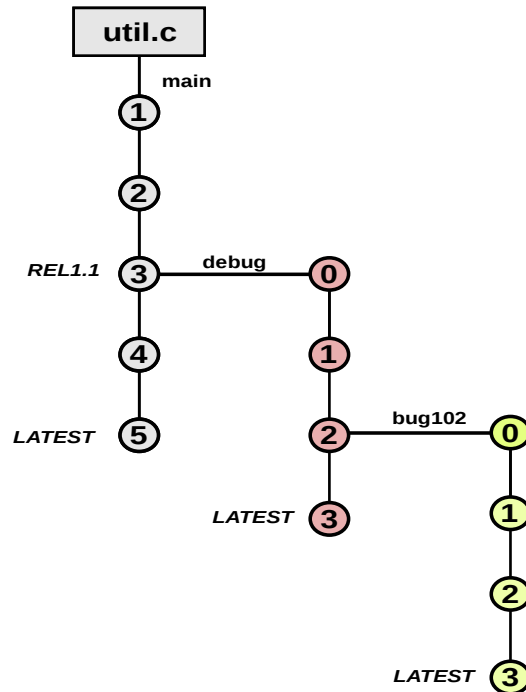 util.c
main
1
2
REL1.1 3 debug 0
4 1
LATEST 5 2 bug102 0
LATEST 3 1
2
LATEST 3